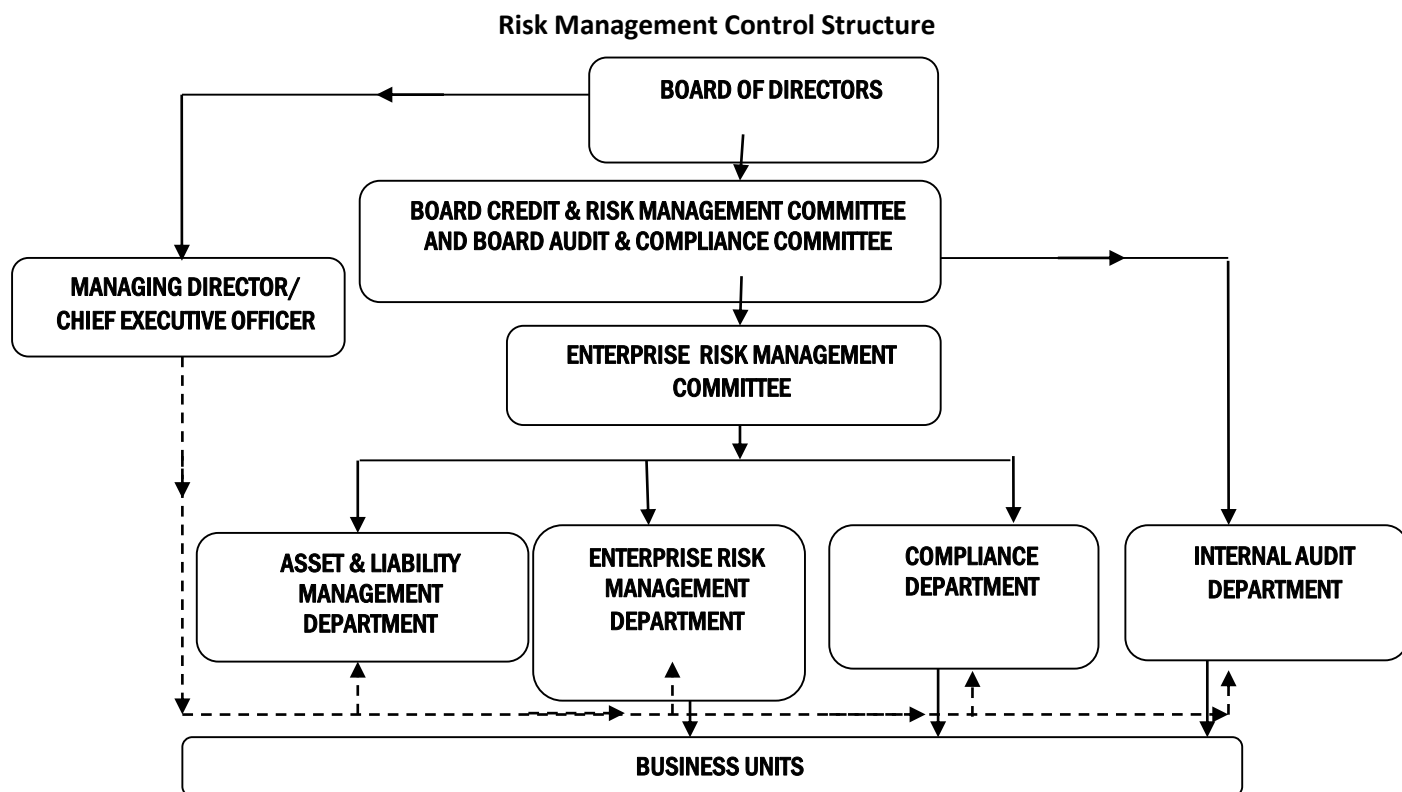 Risk Management Control Structure
BOARD OF DIRECTORS
BOARD CREDIT & RISK MANAGEMENT COMMITTEE
AND BOARD AUDIT & COMPLIANCE COMMITTEE
MANAGING DIRECTOR/
CHIEF EXECUTIVE OFFICER
ENTERPRISE RISK MANAGEMENT
COMMITTEE
ASSET & LIABILITY
MANAGEMENT
DEPARTMENT
ENTERPRISE RISK
MANAGEMENT
DEPARTMENT
COMPLIANCE
DEPARTMENT
INTERNAL AUDIT
DEPARTMENT
BUSINESS UNITS